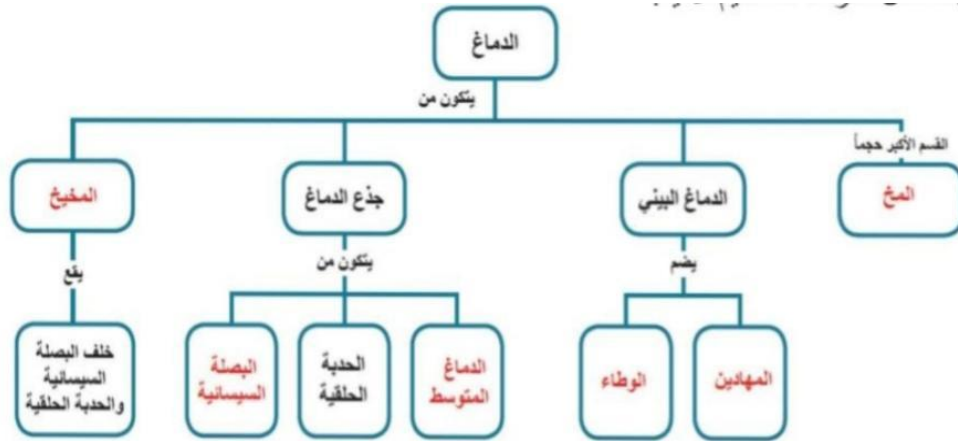 الدماغ
يتكون من
القسم الأكبر حجماً
المخ
الدماغ البيني
جذع الدماغ
المخيخ
يضم
يتكون من
يقع
المهادين
الوطاء
الدماغ
المتوسط
الحدبة
الحلقية
البصلة
السيسائية
خلف البصلة
السيسائية
والحدبة الحلقية